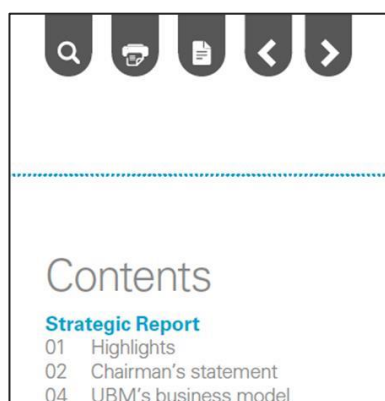 Contents
Strategic Report
01 Highlights
02 Chairman's statement
04 UBM's business model